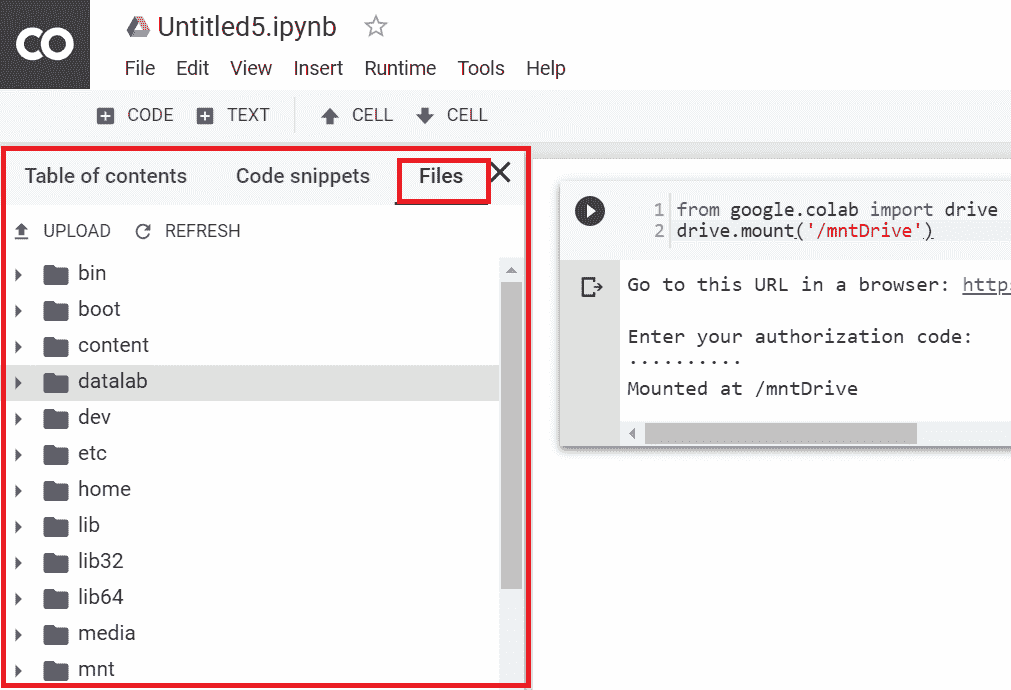 CO
Untitled5.ipynb
File Edit View Insert Runtime Tools Help
CODE TEXT CELL CELL
Table of contents Code snippets Files
UPLOAD REFRESH
bin
boot
content
datalab
dev
etc
home
lib
lib32
lib64
media
mnt
1 from google.colab import drive
2 drive.mount('/mntDrive')
Go to this URL in a browser: https
Enter your authorization code:
··········
Mounted at /mntDrive